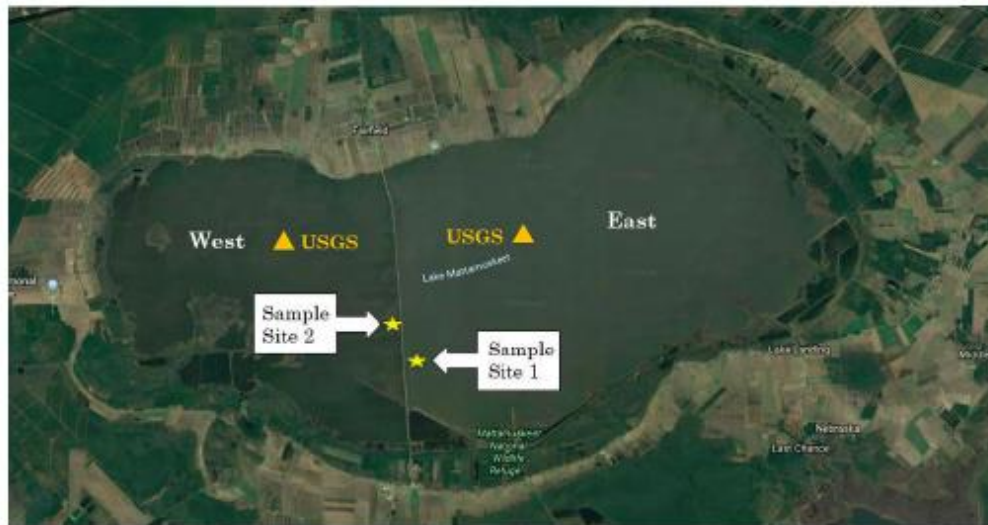 Fairfield
West
USGS
USGS
East
Lake Mattamuskeet
Sample
Site 2
Sample
Site 1
Lake Landing
Mattamuskeet
National
Wildlife
Refuge
Nebraska
Last Chance